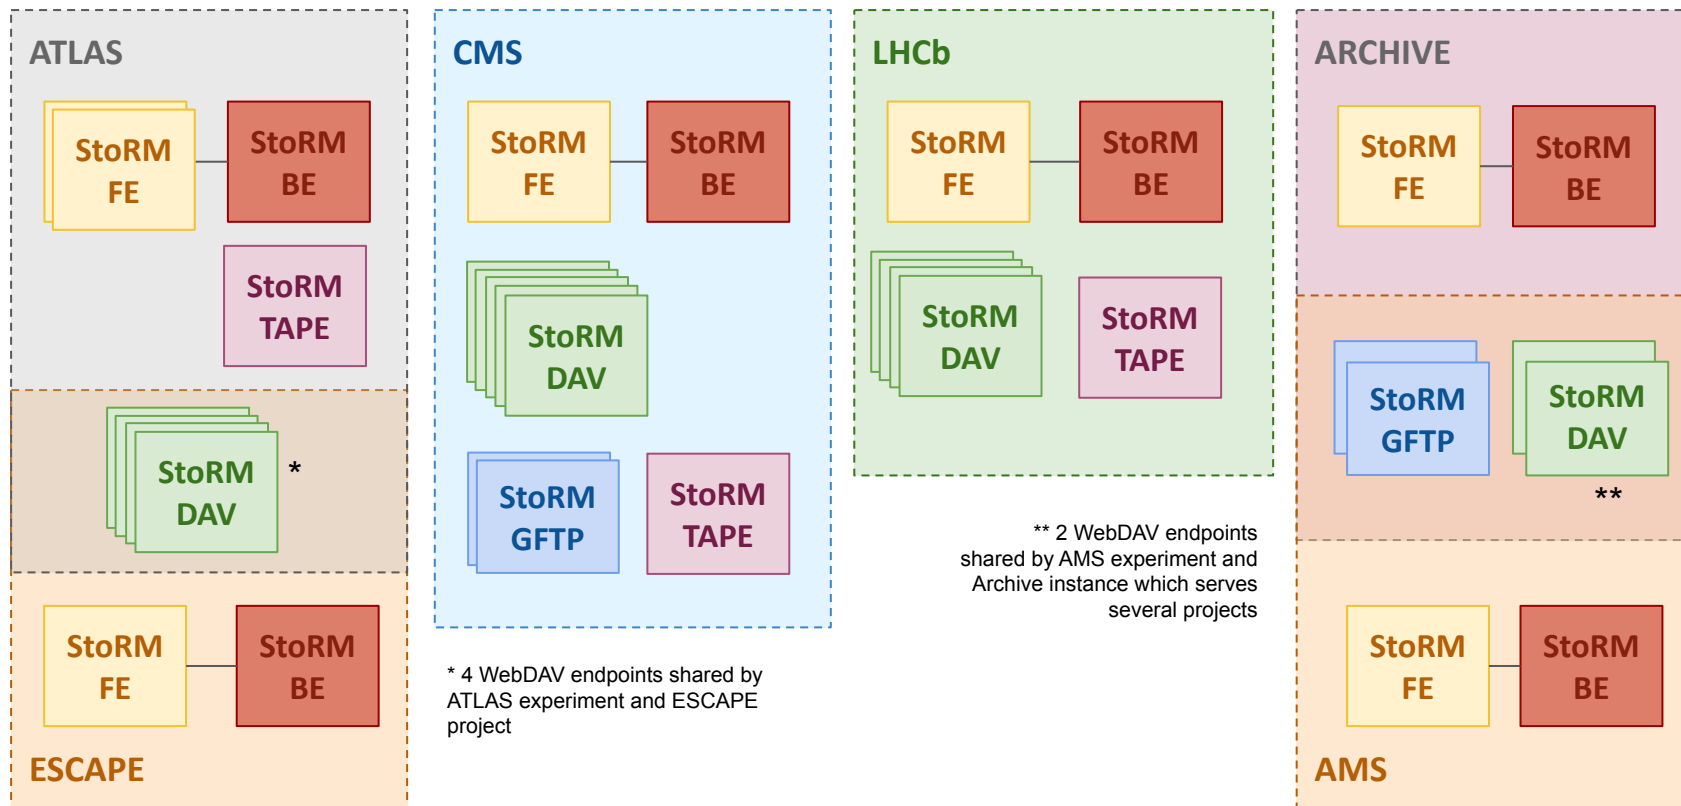 ATLAS
StoRM
FE
StoRM
BE
StoRM
TAPE
StoRM
DAV
*
StoRM
FE
StoRM
BE
ESCAPE
CMS
StoRM
FE
StoRM
BE
StoRM
DAV
StoRM
GFTP
StoRM
TAPE
* 4 WebDAV endpoints shared by
ATLAS experiment and ESCAPE
project
LHCb
StoRM
FE
StoRM
BE
StoRM
DAV
StoRM
TAPE
** 2 WebDAV endpoints
shared by AMS experiment and
Archive instance which serves
several projects
ARCHIVE
StoRM
FE
StoRM
BE
StoRM
GFTP
StoRM
DAV
**
StoRM
FE
StoRM
BE
AMS